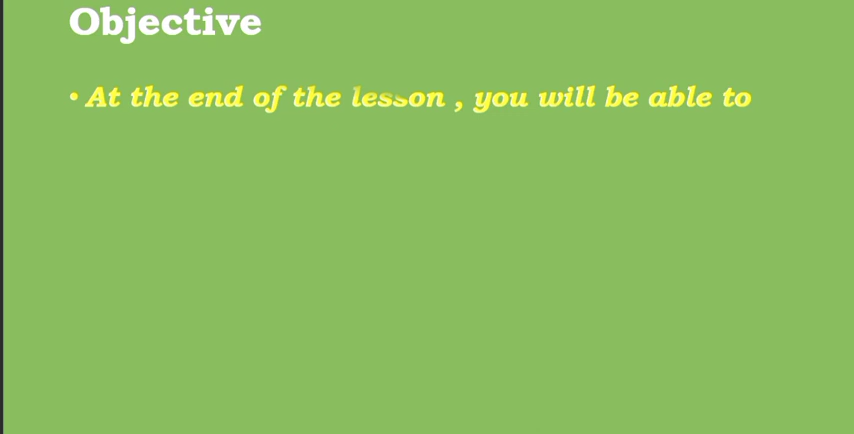 Objective
• At the end of the lesson , you will be able to